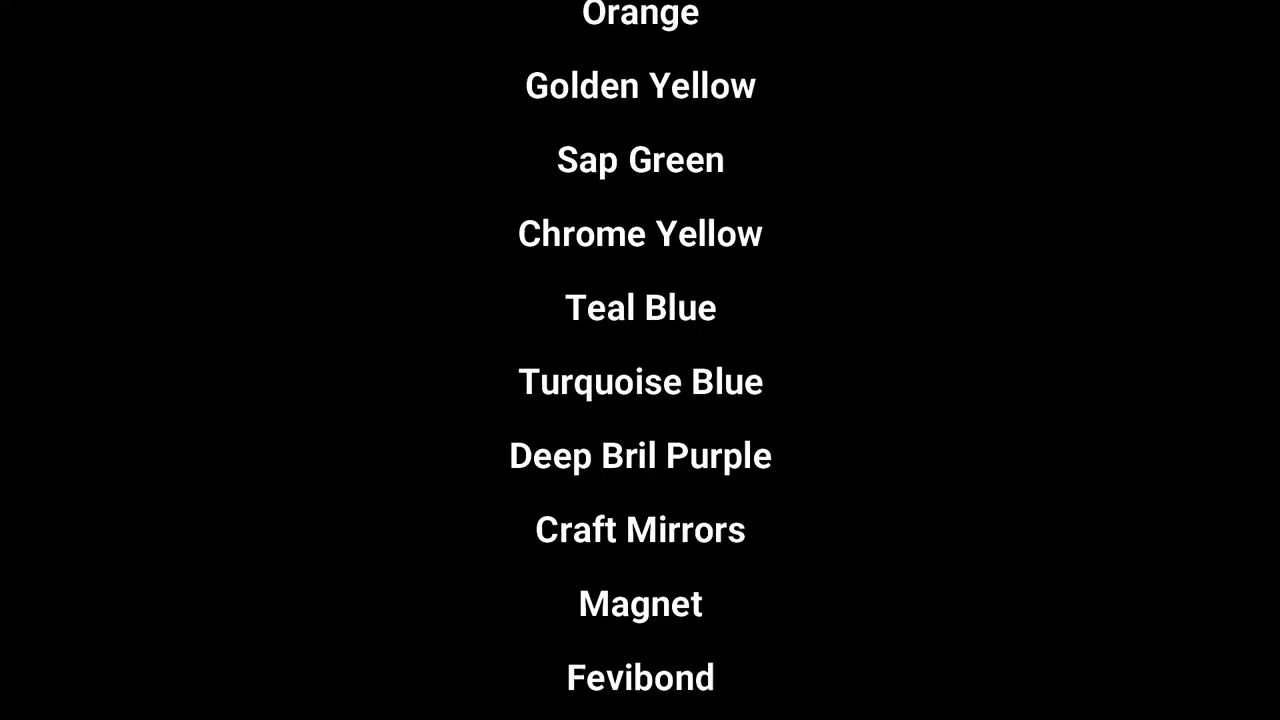 Orange
Golden Yellow
Sap Green
Chrome Yellow
Teal Blue
Turquoise Blue
Deep Bril Purple
Craft Mirrors
Magnet
Fevibond